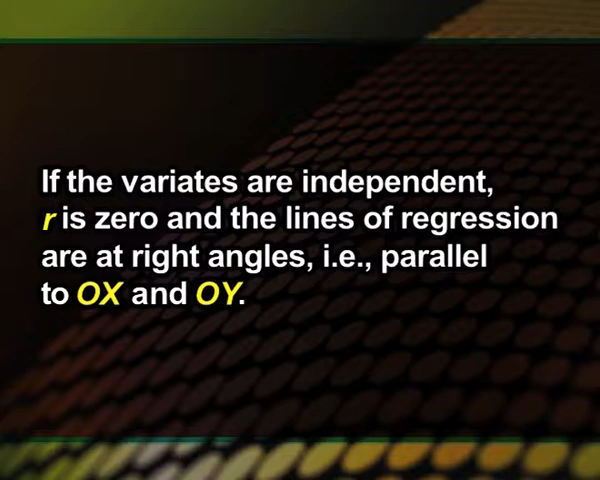 If the variates are independent,
r is zero and the lines of regression
are at right angles, i.e., parallel
to OX and OY.